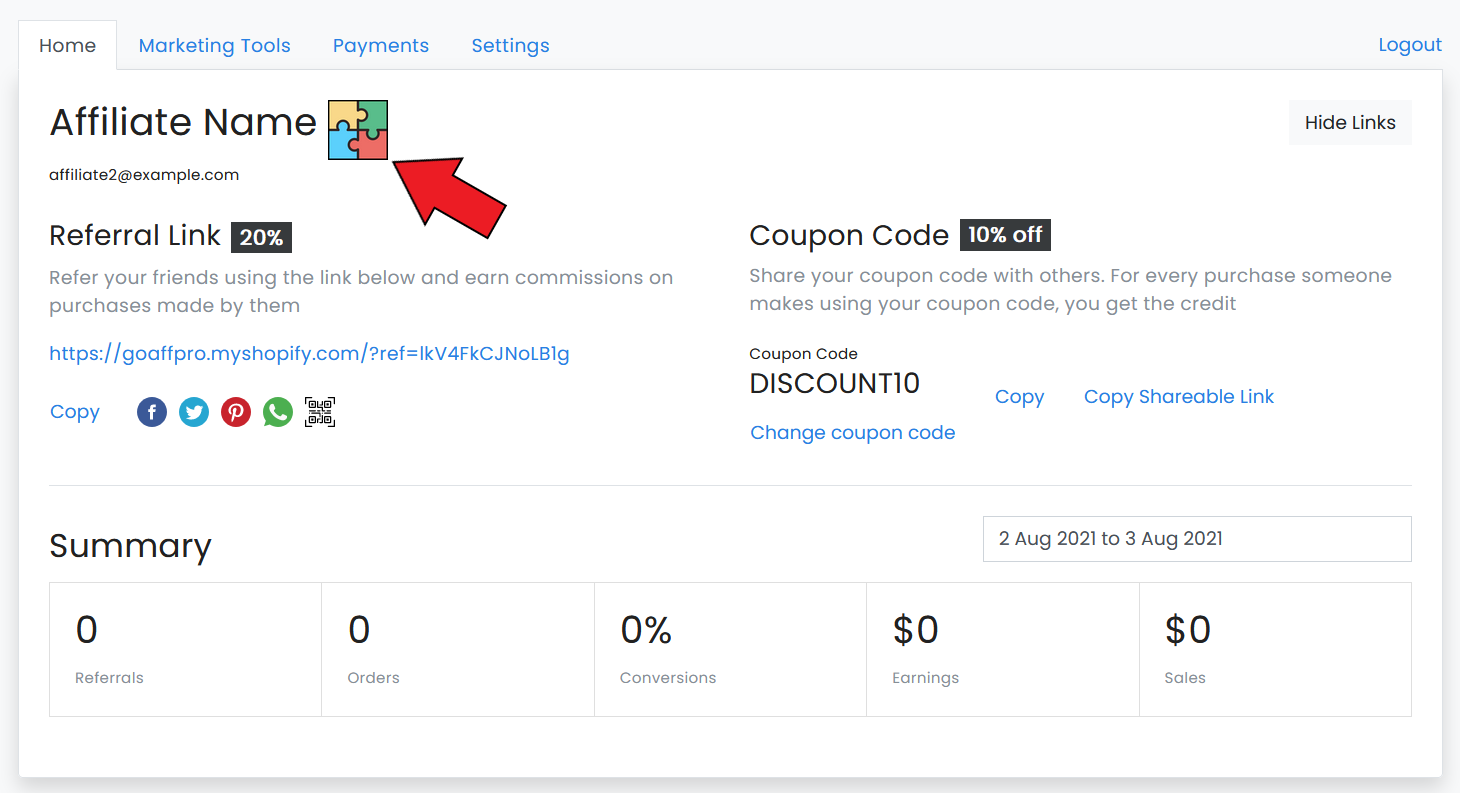 Home
Marketing Tools
Payments
Settings
Logout
Affiliate Name
Hide Links
affiliate2@example.com
Referral Link 20%
Refer your friends using the link below and earn commissions on
purchases made by them
https://goaffpro.myshopify.com/?ref=lkV4FkCJNoLB1g
Copy
Coupon Code 10% off
Share your coupon code with others. For every purchase someone
makes using your coupon code, you get the credit
Coupon Code
DISCOUNT10
Copy
Copy Shareable Link
Change coupon code
Summary
2 Aug 2021 to 3 Aug 2021
0
Referrals
0
Orders
0%
Conversions
$0
Earnings
$0
Sales